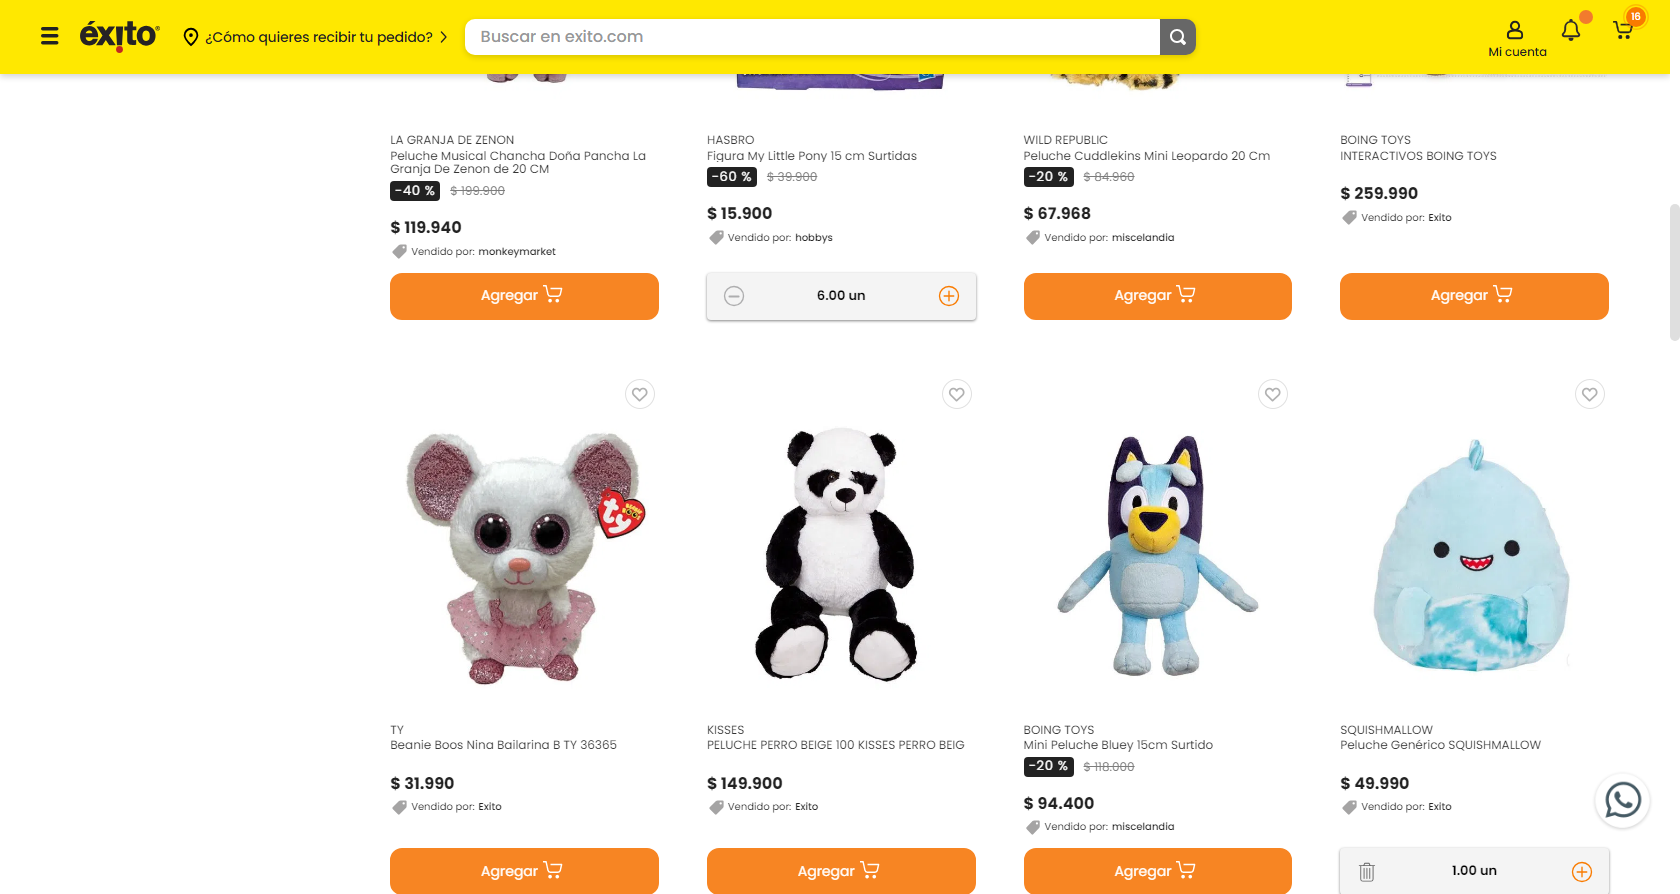 éxito
¿Cómo quieres recibir tu pedido?
Buscar en exito.com
Mi cuenta
16
LA GRANJA DE ZENON
Peluche Musical Chancha Doña Pancha La
Granja De Zenon de 20 CM
-40 % $ 199.900
$ 119.940
Vendido por: monkeymarket
Agregar
HASBRO
Figura My Little Pony 15 cm Surtidas
-60 % $ 39.900
$ 15.900
Vendido por: hobbys
6.00 un
WILD REPUBLIC
Peluche Cuddlekins Mini Leopardo 20 Cm
-20 % $ 84.960
$ 67.968
Vendido por: miscelandia
Agregar
BOING TOYS
INTERACTIVOS BOING TOYS
$ 259.990
Vendido por: Exito
Agregar
ty
TY
Beanie Boos Nina Bailarina B TY 36365
$ 31.990
Vendido por: Exito
Agregar
KISSES
PELUCHE PERRO BEIGE 100 KISSES PERRO BEIG
$ 149.900
Vendido por: Exito
Agregar
BOING TOYS
Mini Peluche Bluey 15cm Surtido
-20 % $ 118.000
$ 94.400
Vendido por: miscelandia
Agregar
SQUISHMALLOW
Peluche Genérico SQUISHMALLOW
$ 49.990
Vendido por: Exito
1.00 un